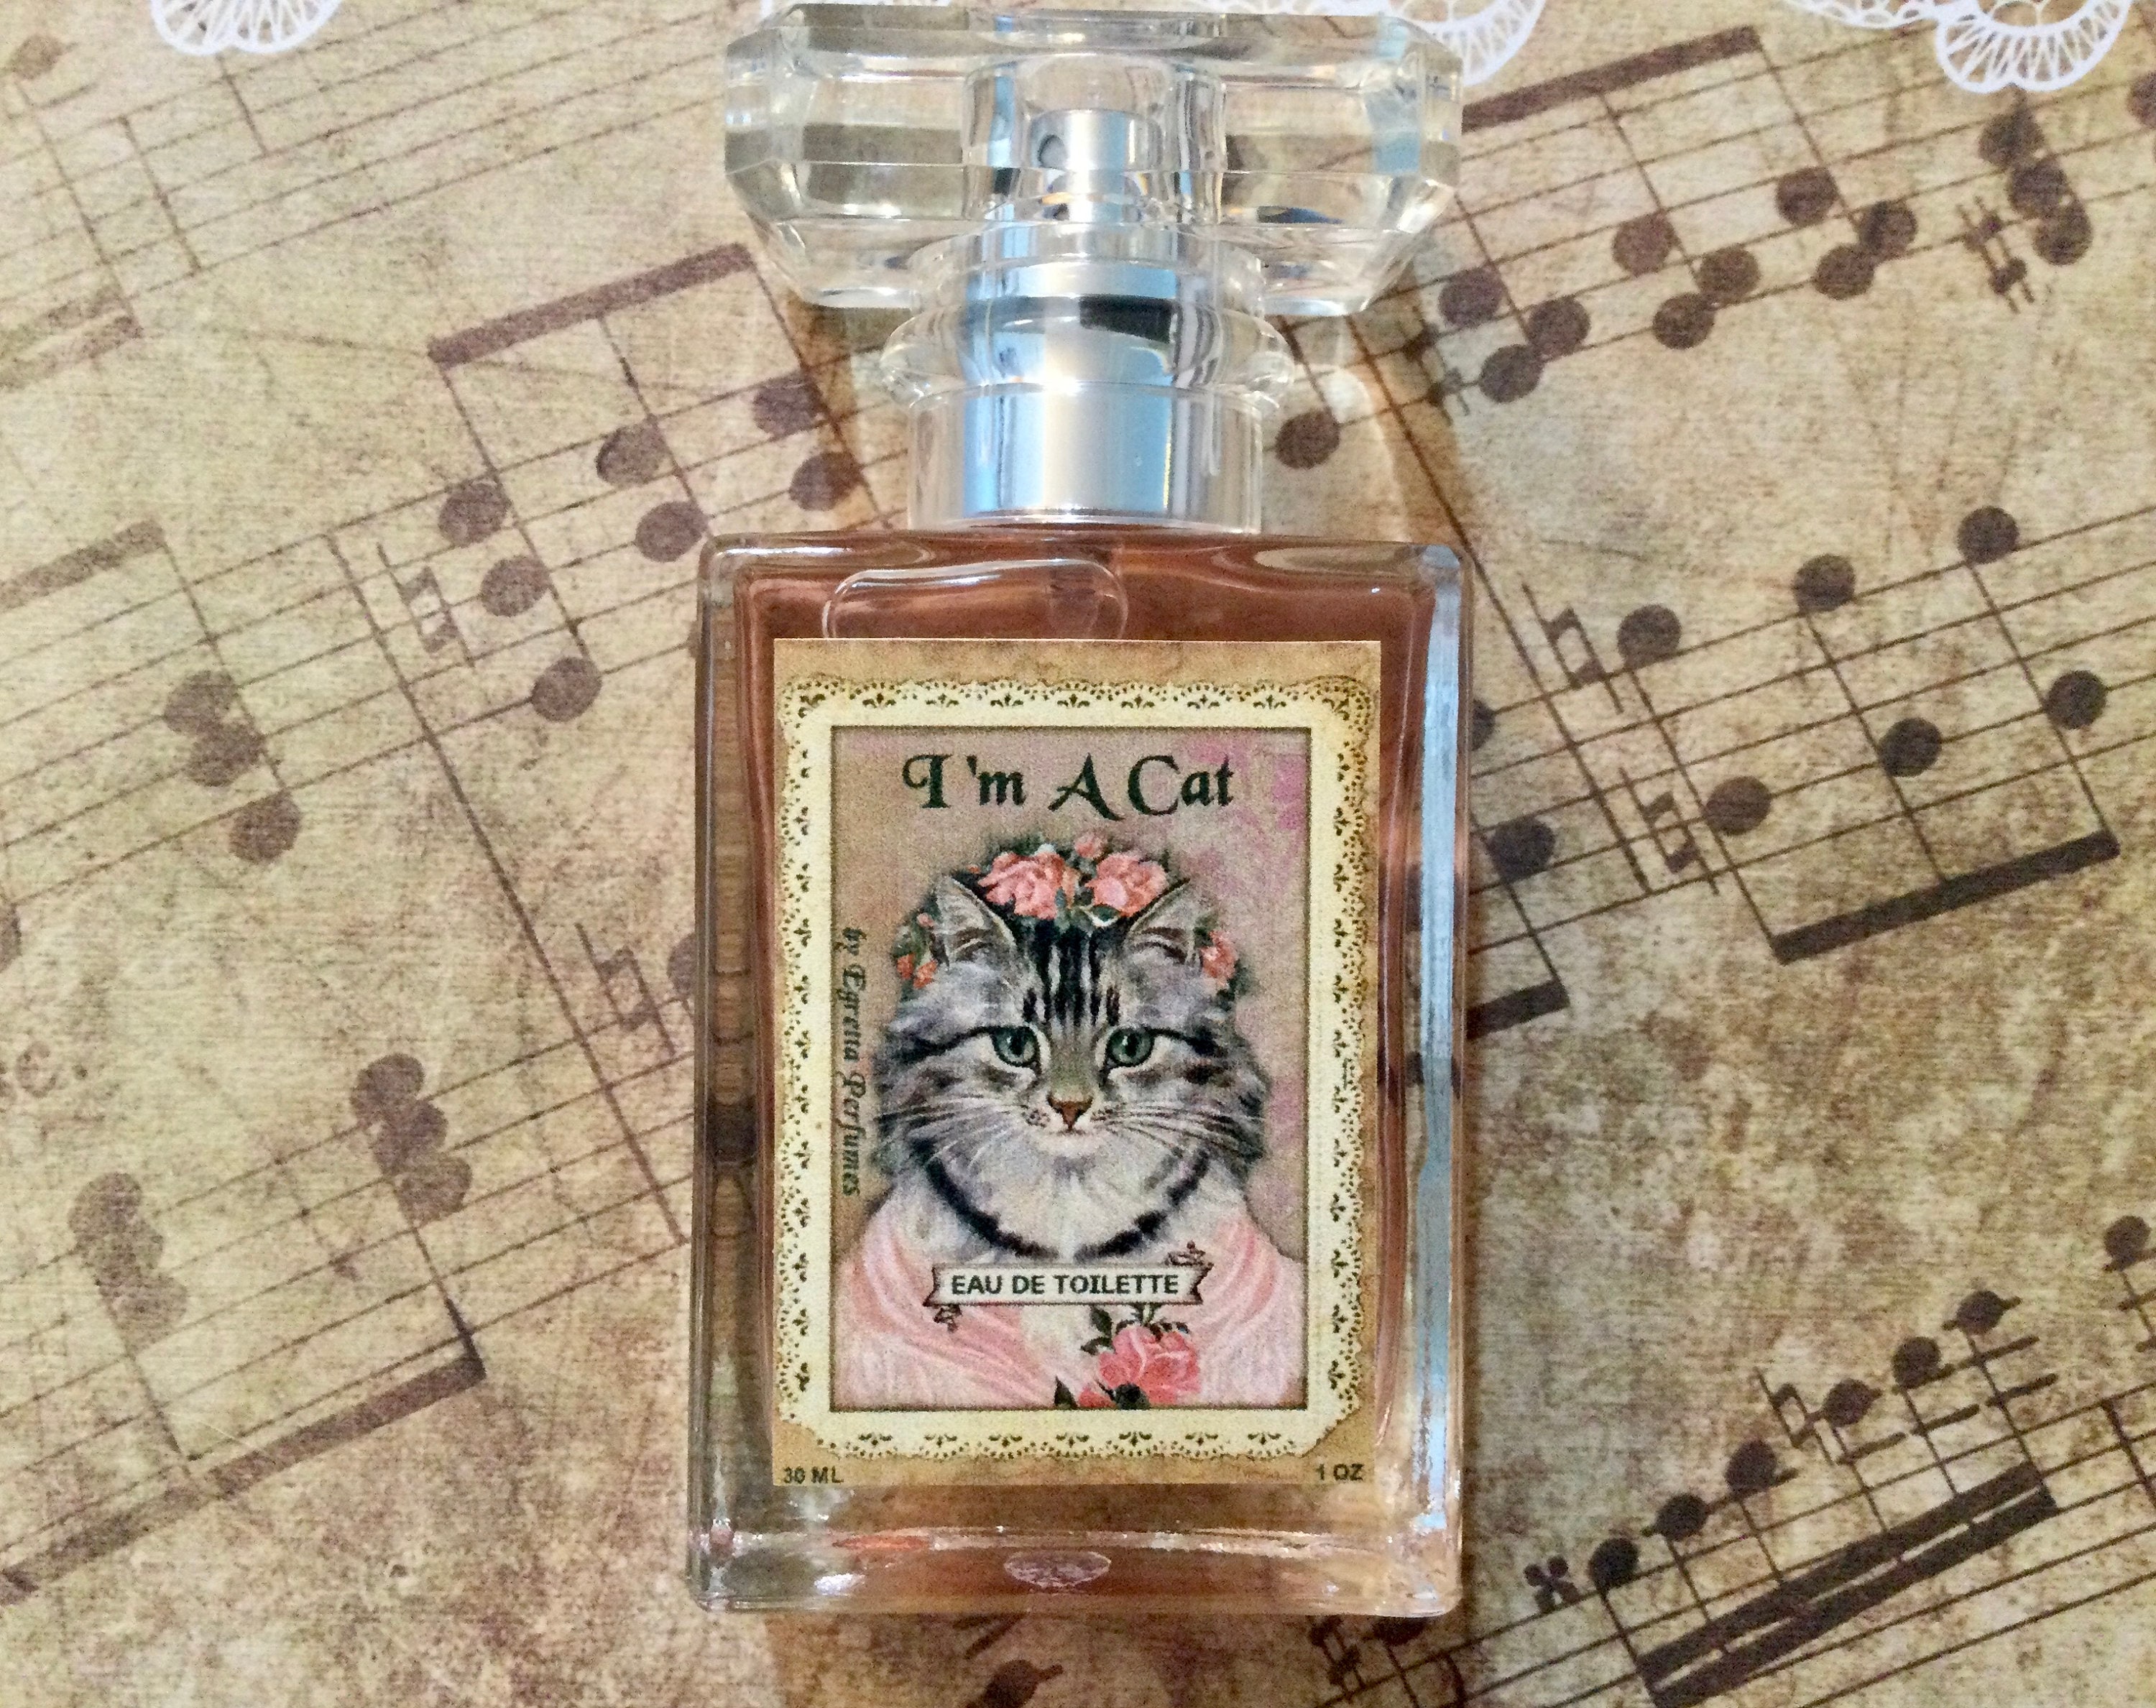 I'm A Cat
by Egretta Perfumes
EAU DE TOILETTE
30 ML
1 OZ